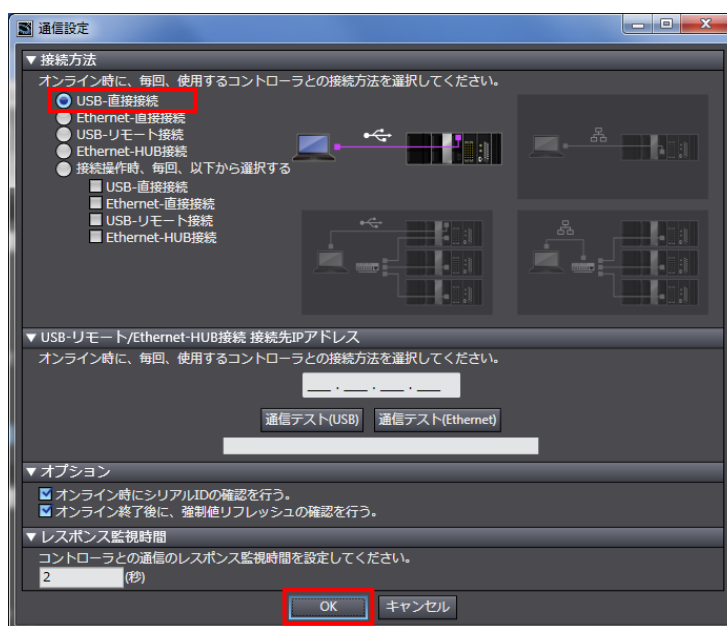 通信設定
▼接続方法
オンライン時に、毎回、使用するコントローラとの接続方法を選択してください。
USB-直接接続
Ethernet-直接接続
USB-リモート接続
Ethernet-HUB接続
接続操作時、毎回、以下から選択する
USB-直接接続
Ethernet-直接接続
USB-リモート接続
Ethernet-HUB接続
▼USB-リモート/Ethernet-HUB接続 接続先IPアドレス
オンライン時に、毎回、使用するコントローラとの接続方法を選択してください。
___ . ___ . ___ . ___
通信テスト(USB) 通信テスト(Ethernet)
▼オプション
オンライン時にシリアルIDの確認を行う。
オンライン終了後に、強制値リフレッシュの確認を行う。
▼レスポンス監視時間
コントローラとの通信のレスポンス監視時間を設定してください。
2 (秒)
OK キャンセル